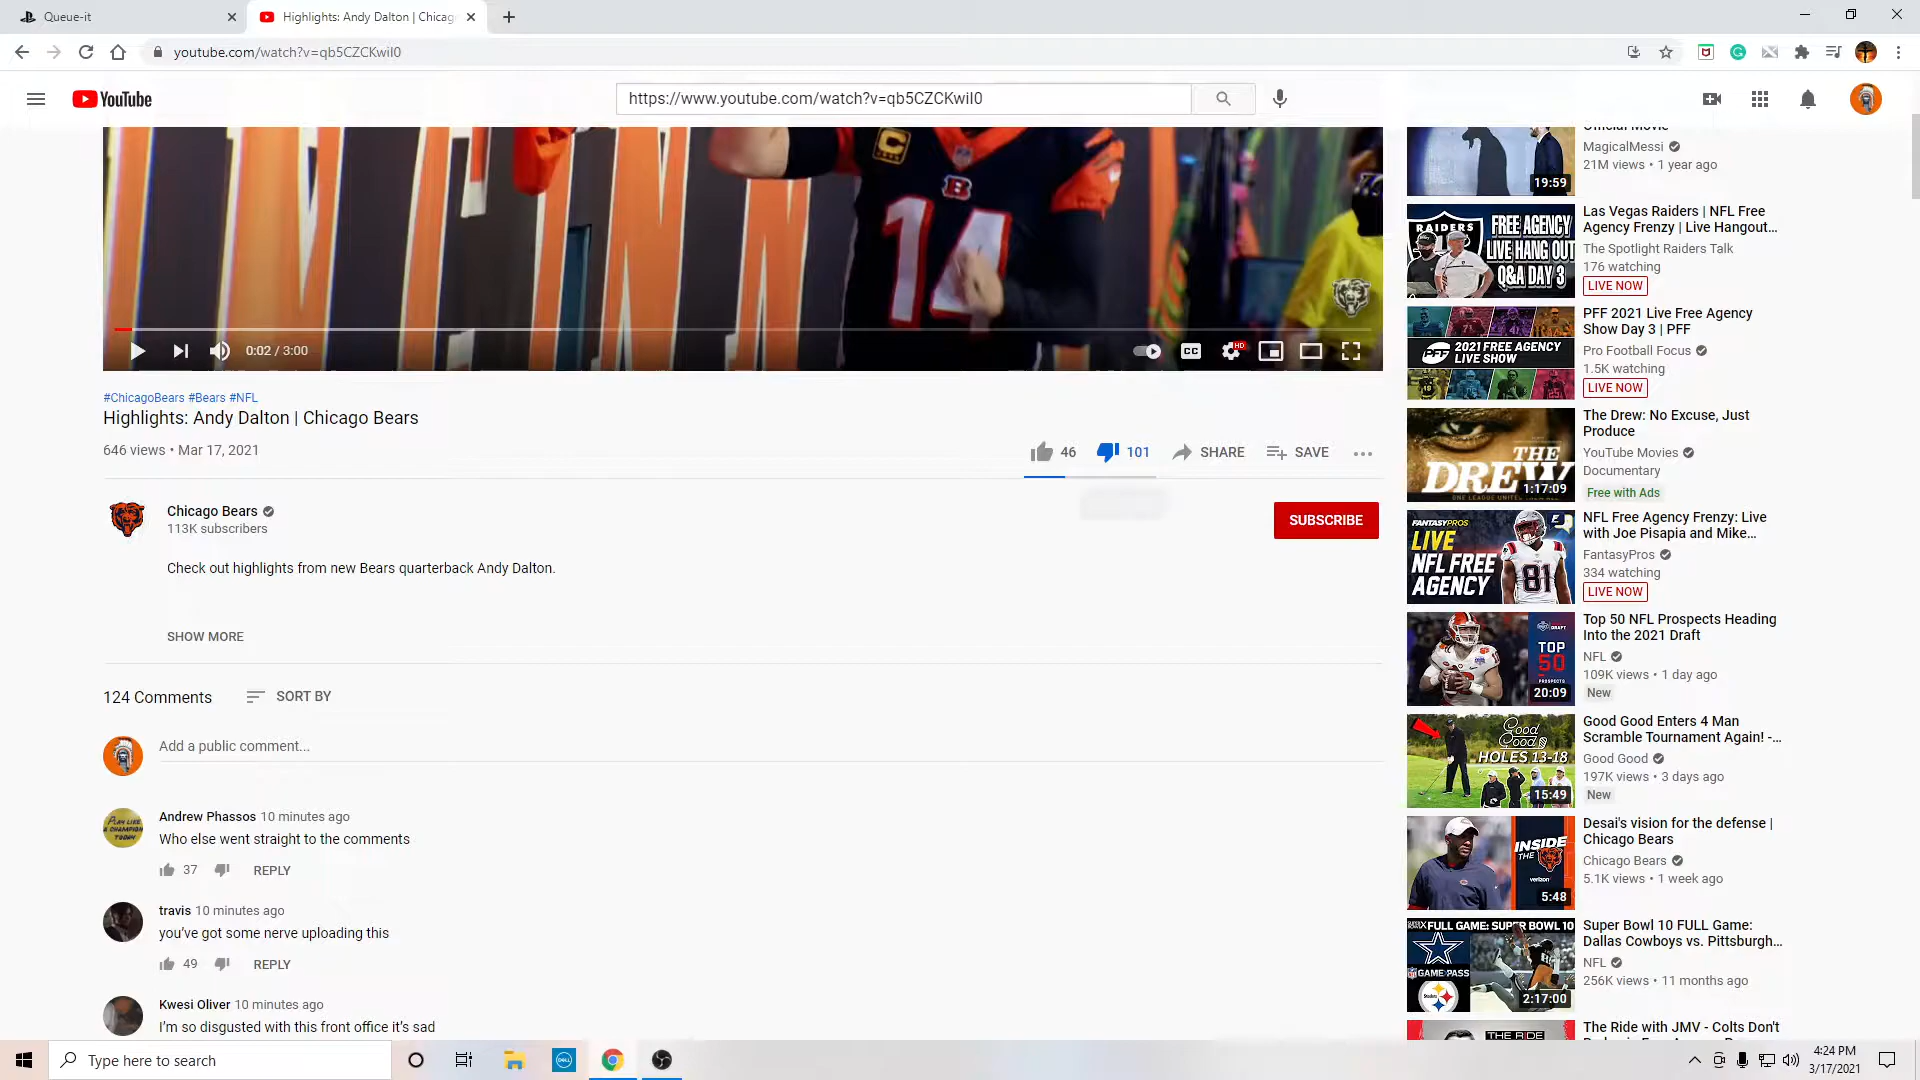 Queue-it
Highlights: Andy Dalton | Chicag
youtube.com/watch?v=qb5CZCKwiI0
YouTube
https://www.youtube.com/watch?v=qb5CZCKwiI0
14
0:02 / 3:00
CC
HD
#ChicagoBears #Bears #NFL
Highlights: Andy Dalton | Chicago Bears
646 views • Mar 17, 2021
46
101
SHARE
SAVE
Chicago Bears
113K subscribers
SUBSCRIBE
Check out highlights from new Bears quarterback Andy Dalton.
SHOW MORE
124 Comments
SORT BY
Add a public comment...
PLAY LIKE
A CHAMPION
TODAY
Andrew Phassos 10 minutes ago
Who else went straight to the comments
37
REPLY
travis 10 minutes ago
you've got some nerve uploading this
49
REPLY
Kwesi Oliver 10 minutes ago
I'm so disgusted with this front office it's sad
Official Movie
MagicalMessi
21M views • 1 year ago
19:59
RAIDERS
FREE AGENCY
LIVE HANG OUT
Q&A DAY 3
Las Vegas Raiders | NFL Free
Agency Frenzy | Live Hangout...
The Spotlight Raiders Talk
176 watching
LIVE NOW
PFF
2021 FREE AGENCY
LIVE SHOW
PFF 2021 Live Free Agency
Show Day 3 | PFF
Pro Football Focus
1.5K watching
LIVE NOW
THE
DREW
1:17:09
The Drew: No Excuse, Just
Produce
YouTube Movies
Documentary
Free with Ads
FANTASYPROS
LIVE
NFL FREE
AGENCY
81
NFL Free Agency Frenzy: Live
with Joe Pisapia and Mike...
FantasyPros
334 watching
LIVE NOW
TOP
50
PROSPECTS
20:09
Top 50 NFL Prospects Heading
Into the 2021 Draft
NFL
109K views • 1 day ago
New
Good
Good
HOLES 13-18
15:49
Good Good Enters 4 Man
Scramble Tournament Again! -...
Good Good
197K views • 3 days ago
New
INSIDE
THE
verizon
5:48
Desai's vision for the defense |
Chicago Bears
Chicago Bears
5.1K views • 1 week ago
FULL GAME: SUPER BOWL 10
GAME PASS
Steelers
2:17:00
Super Bowl 10 FULL Game:
Dallas Cowboys vs. Pittsburgh...
NFL
256K views • 11 months ago
THE RIDE
The Ride with JMV - Colts Don't
Type here to search
DELL
4:24 PM
3/17/2021